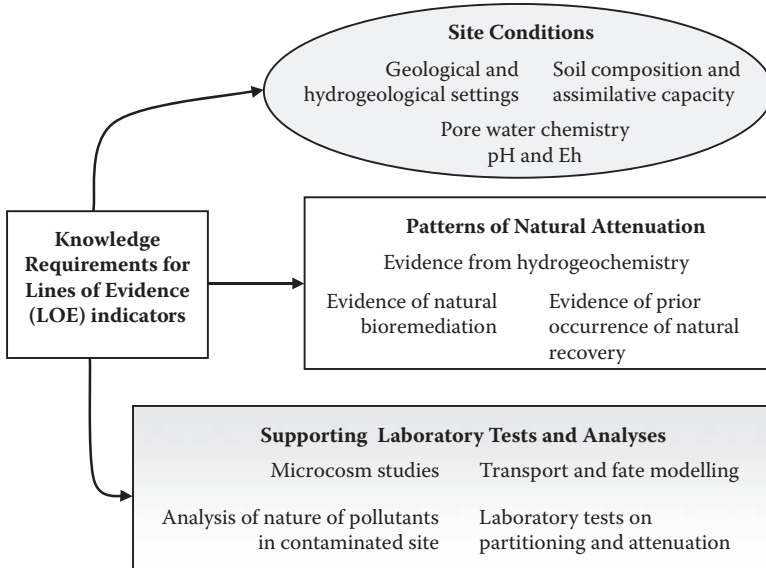 Site Conditions
Geological and
hydrogeological settings
Soil composition and
assimilative capacity
Pore water chemistry
pH and Eh
Knowledge
Requirements for
Lines of Evidence
(LOE) indicators
Patterns of Natural Attenuation
Evidence from hydrogeochemistry
Evidence of natural
bioremediation
Evidence of prior
occurrence of natural
recovery
Supporting Laboratory Tests and Analyses
Microcosm studies
Transport and fate modelling
Analysis of nature of pollutants
in contaminated site
Laboratory tests on
partitioning and attenuation